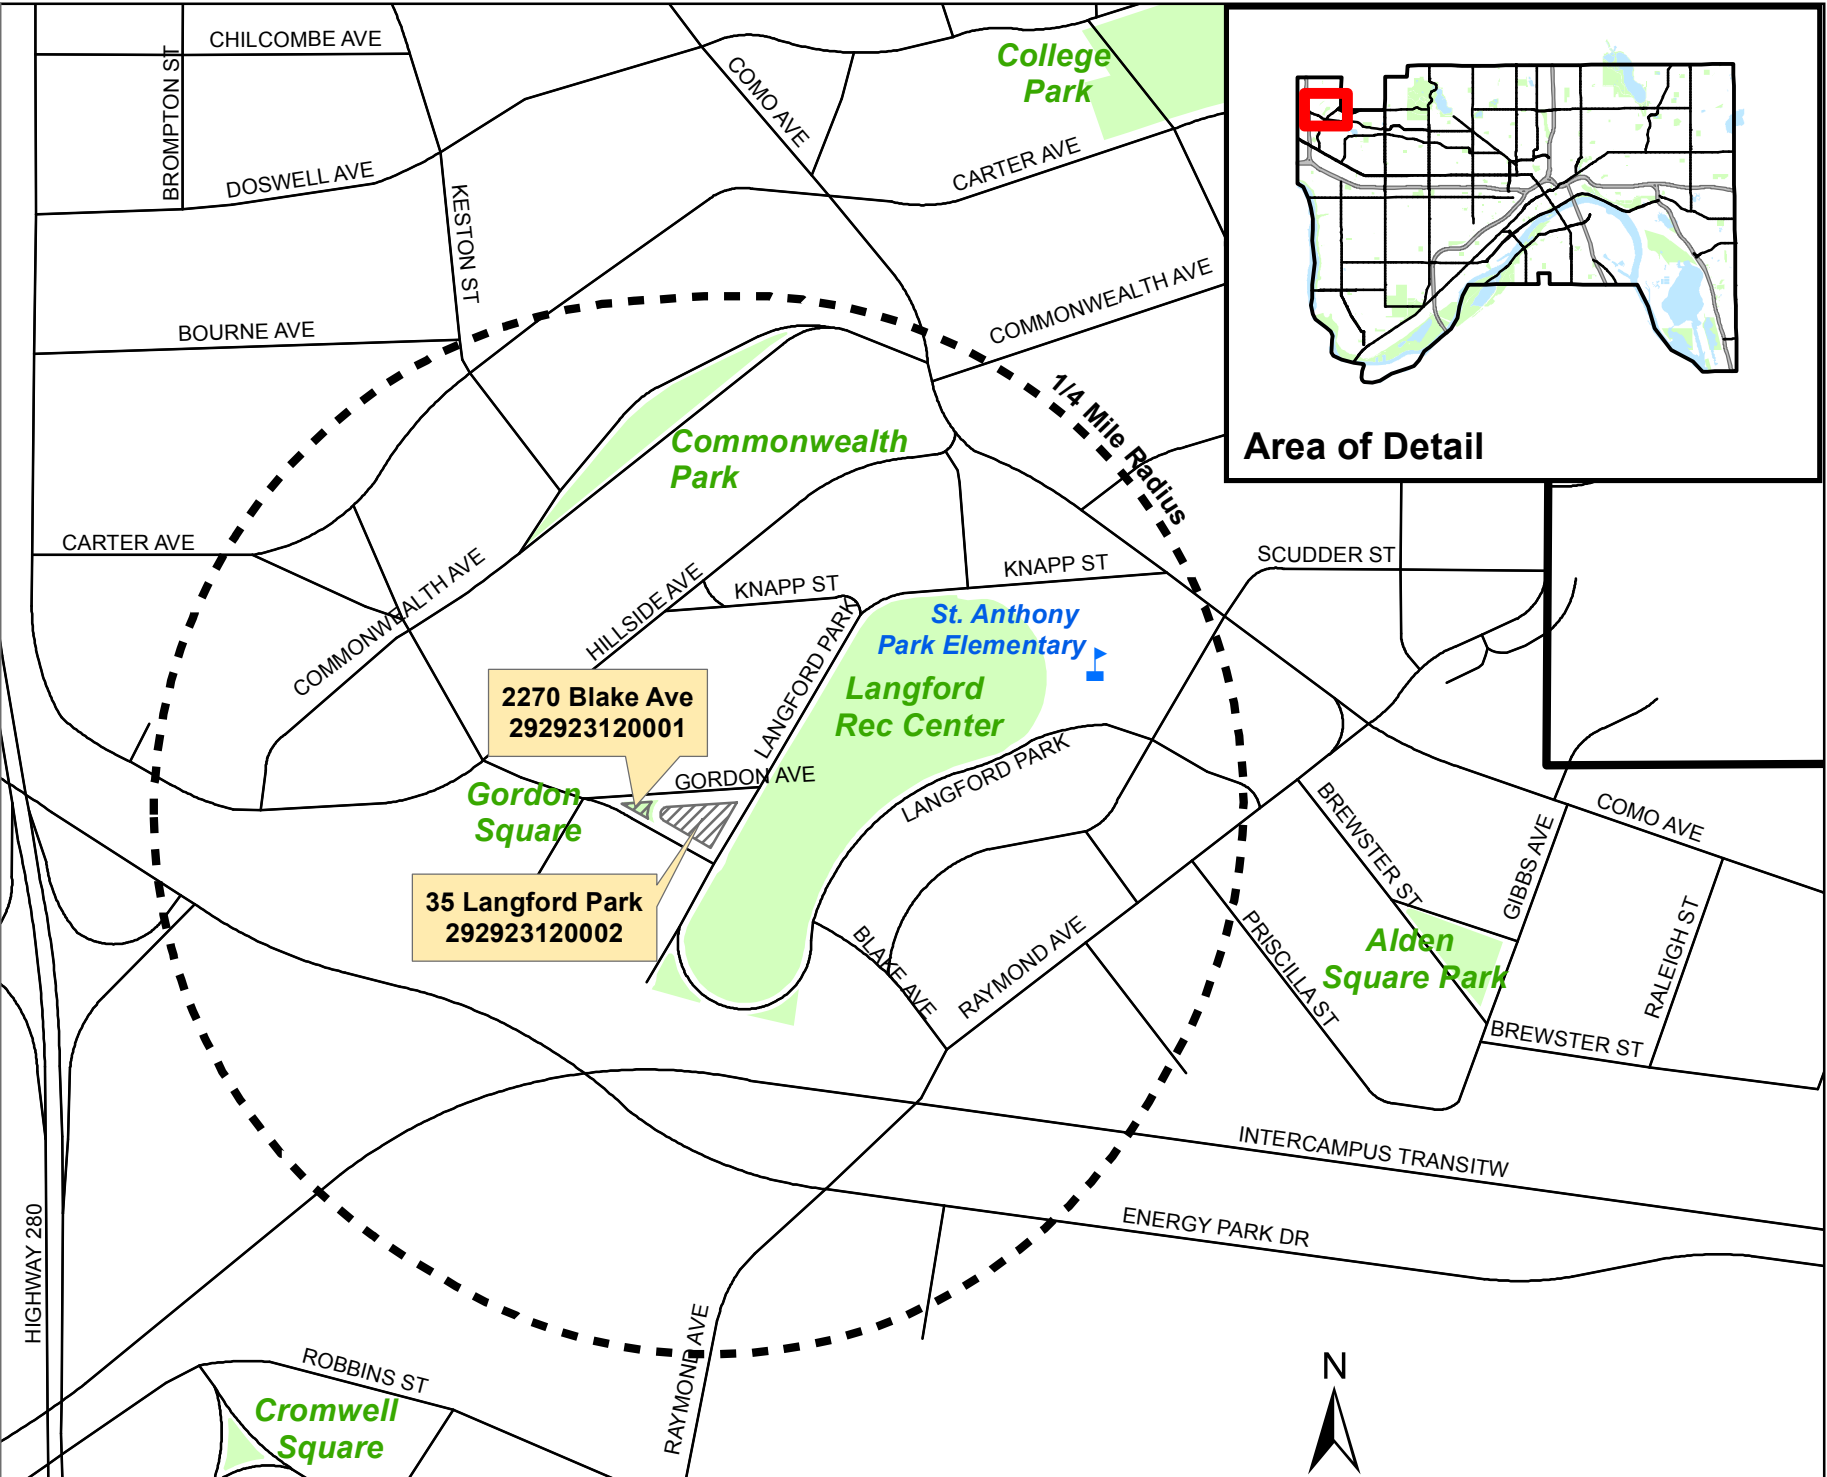 CHILCOMBE AVE
BROMPTON ST
DOSWELL AVE
KESTON ST
COMO AVE
College
Park
CARTER AVE
COMMONWEALTH AVE
BOURNE AVE
1/4 Mile Radius
Area of Detail
Commonwealth
Park
CARTER AVE
COMMONWEALTH AVE
HILLSIDE AVE
KNAPP ST
KNAPP ST
SCUDDER ST
LANGFORD PARK
St. Anthony
Park Elementary
Langford
Rec Center
2270 Blake Ave
292923120001
GORDON AVE
LANGFORD PARK
Gordon
Square
35 Langford Park
292923120002
BREWSTER ST
GIBBS AVE
COMO AVE
RALEIGH ST
Alden
Square Park
PRISCILLA ST
BLAKE AVE
RAYMOND AVE
BREWSTER ST
INTERCAMPUS TRANSITW
ENERGY PARK DR
HIGHWAY 280
RAYMOND AVE
ROBBINS ST
Cromwell
Square
N